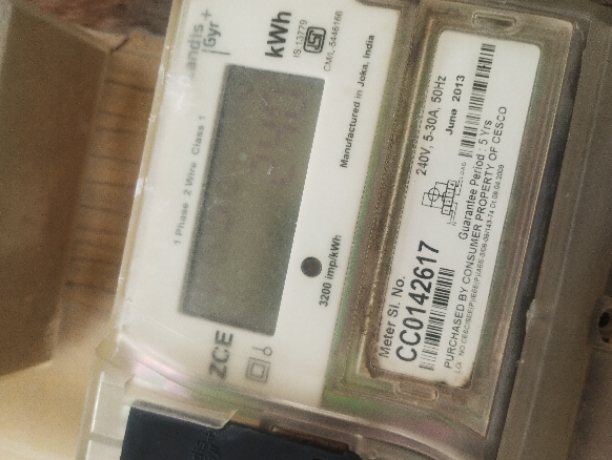 Landis +
Gyr
kWh
IS:13779
CM/L 5446166
1 Phase 2 Wire Class 1
Manufactured in Joka, India
3200 imp/kWh
ZCE
240V, 5-30A, 50Hz
June 2013
Guarantee Period : 5 Yrs
Meter Sl. No.
CC0142617
PURCHASED BY CONSUMER PROPERTY OF CESCO